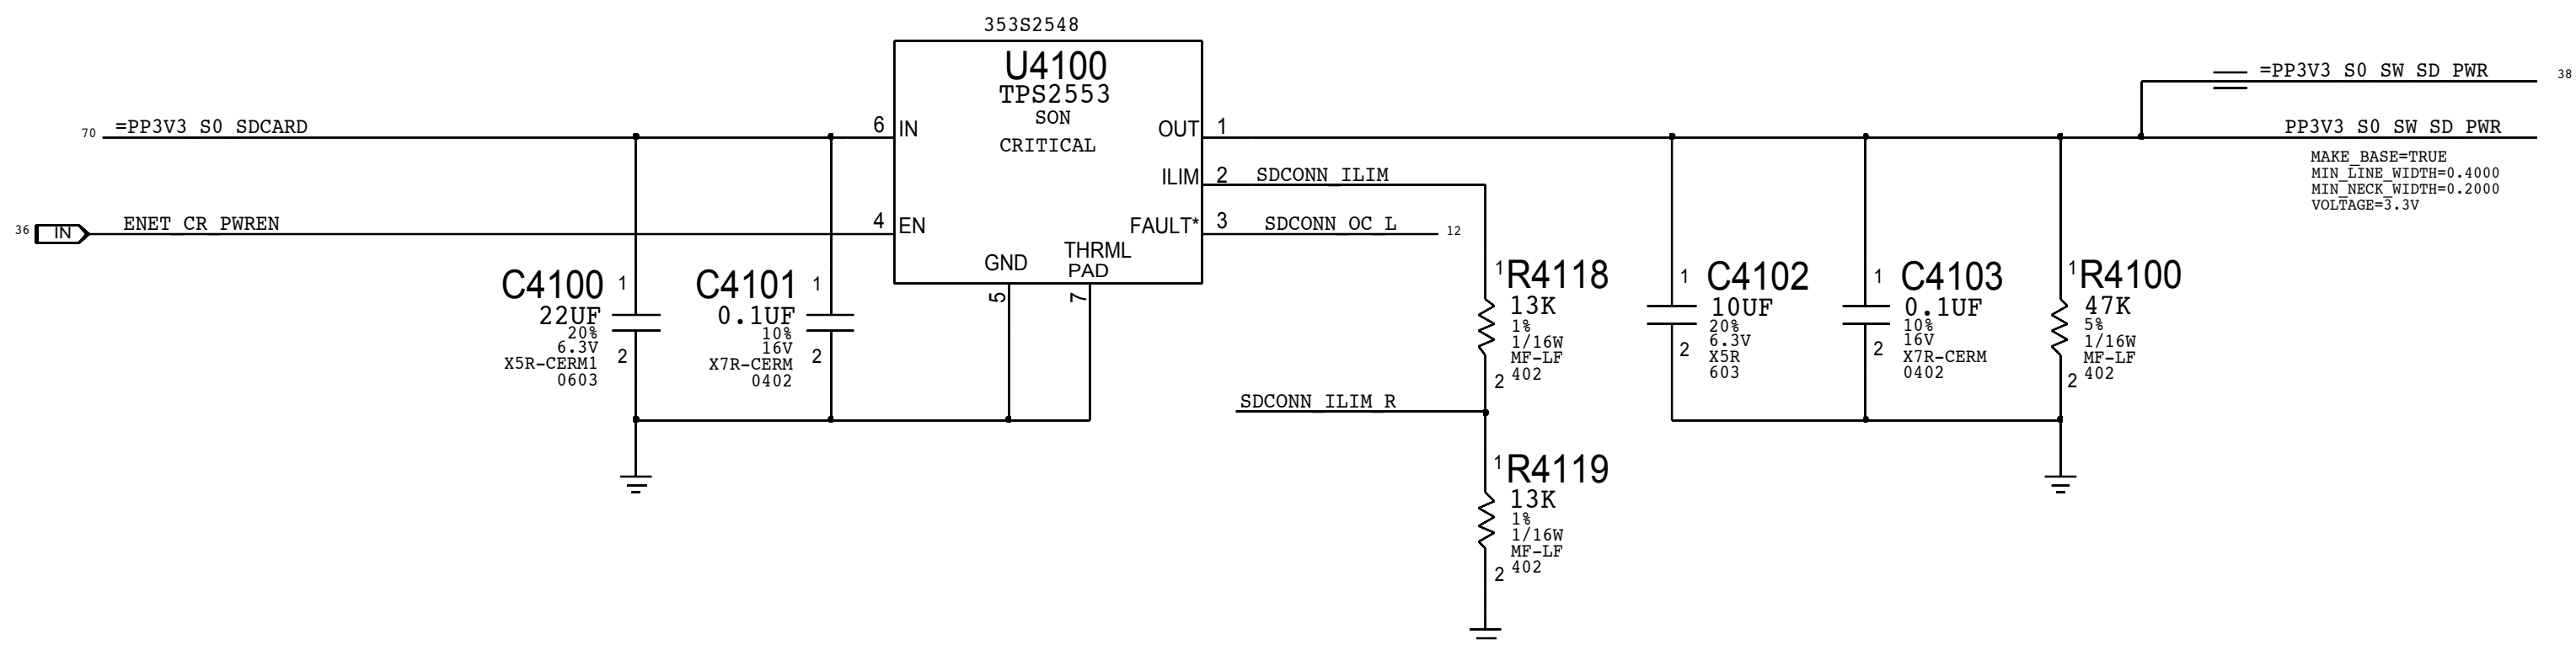 353S2548
U4100
TPS2553
SON
CRITICAL
6 IN
OUT 1
ILIM 2 SDCONN_ILIM
4 EN
FAULT* 3 SDCONN_OC_L 12
GND
THRML
PAD
5
7
70 =PP3V3_S0_SDCARD
36 IN ENET_CR_PWREN
=PP3V3_S0_SW_SD_PWR 38
PP3V3_S0_SW_SD_PWR
MAKE_BASE=TRUE
MIN_LINE_WIDTH=0.4000
MIN_NECK_WIDTH=0.2000
VOLTAGE=3.3V
C4100 1
22UF
20%
6.3V
2
X5R-CERM1
0603
C4101 1
0.1UF
10%
16V
2
X7R-CERM
0402
1 R4118
13K
1%
1/16W
MF-LF
2 402
SDCONN_ILIM_R
1 R4119
13K
1%
1/16W
MF-LF
2 402
1 C4102
10UF
20%
6.3V
2 X5R
603
1 C4103
0.1UF
10%
16V
2 X7R-CERM
0402
1 R4100
47K
5%
1/16W
MF-LF
2 402